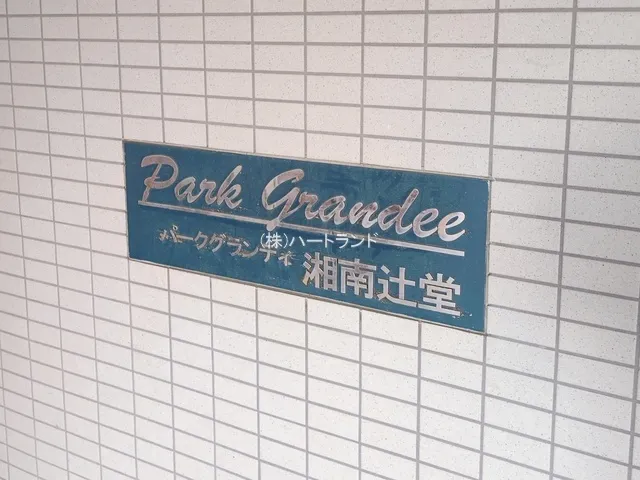 Park Grandee
(株)ハートランド
パークグランディ 湘南辻堂